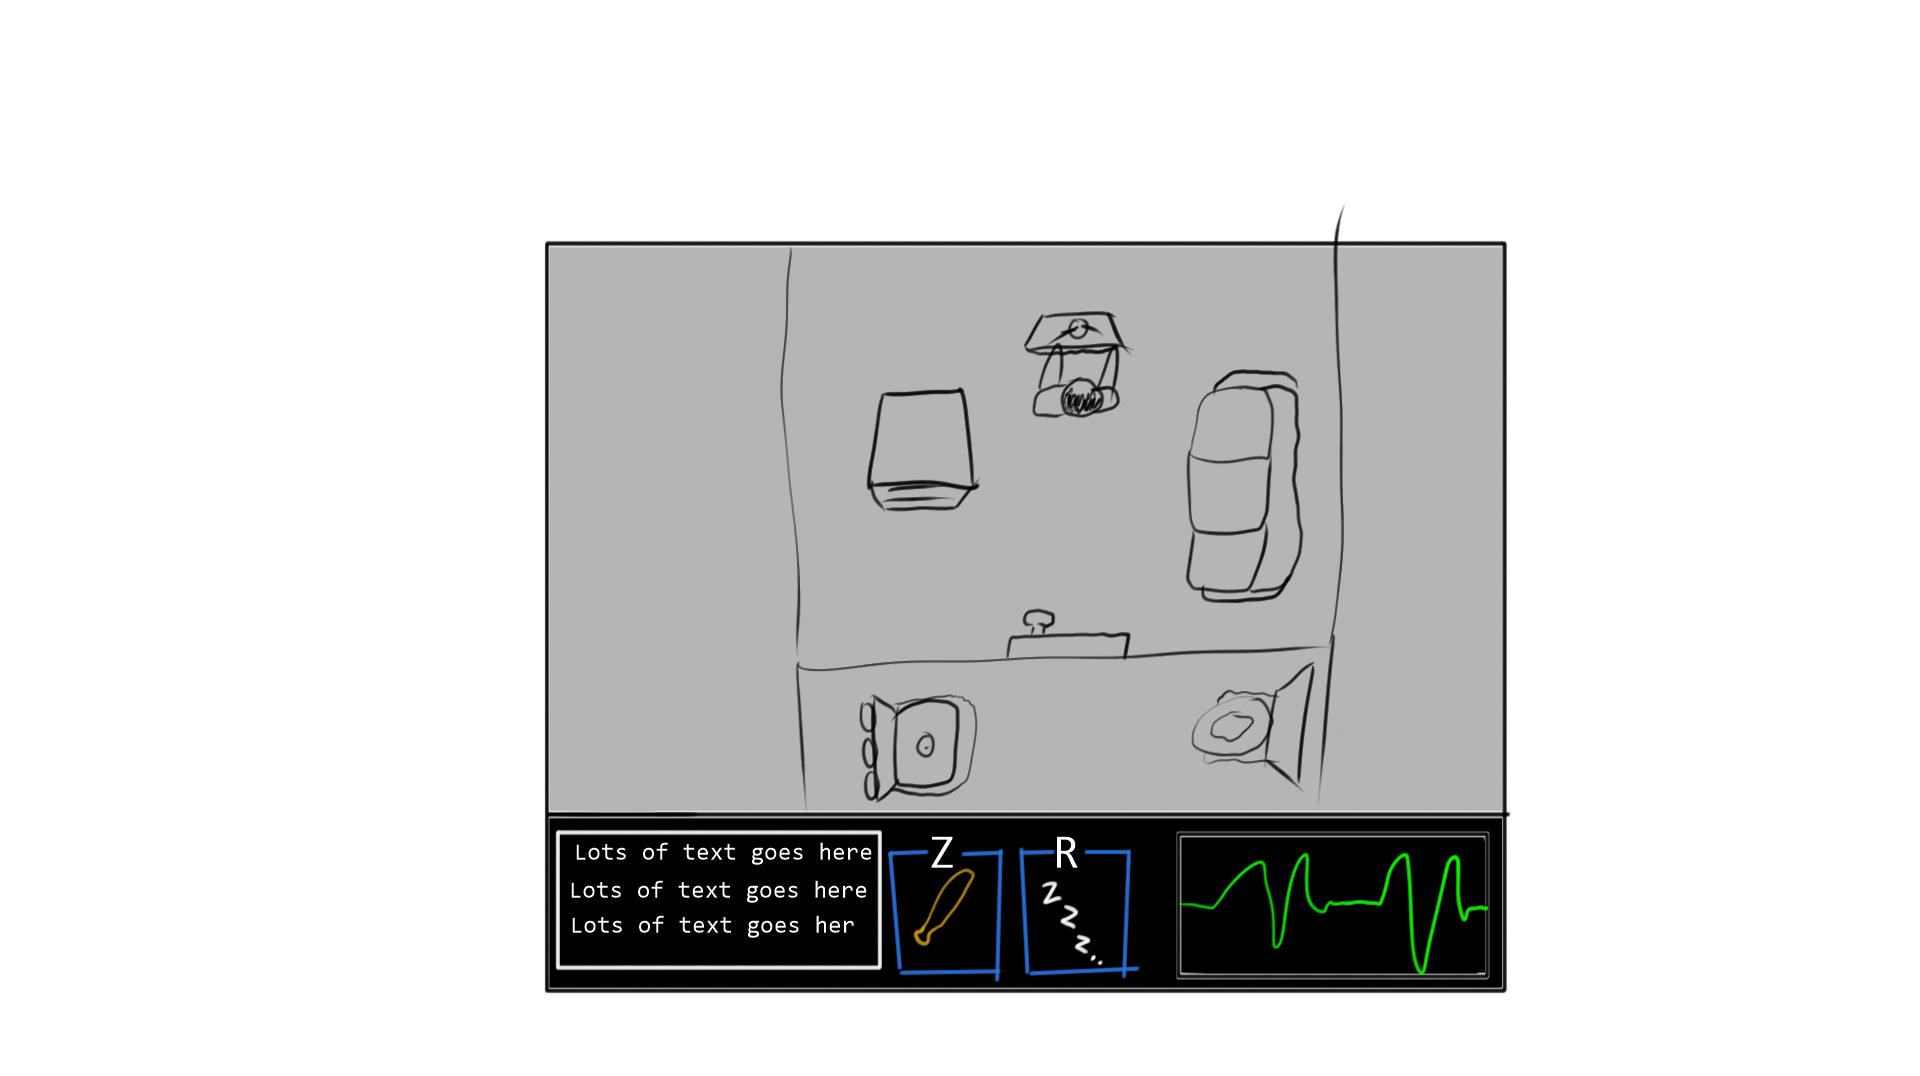 Lots of text goes here
Lots of text goes here
Lots of text goes her
Z
R
z
z
z..